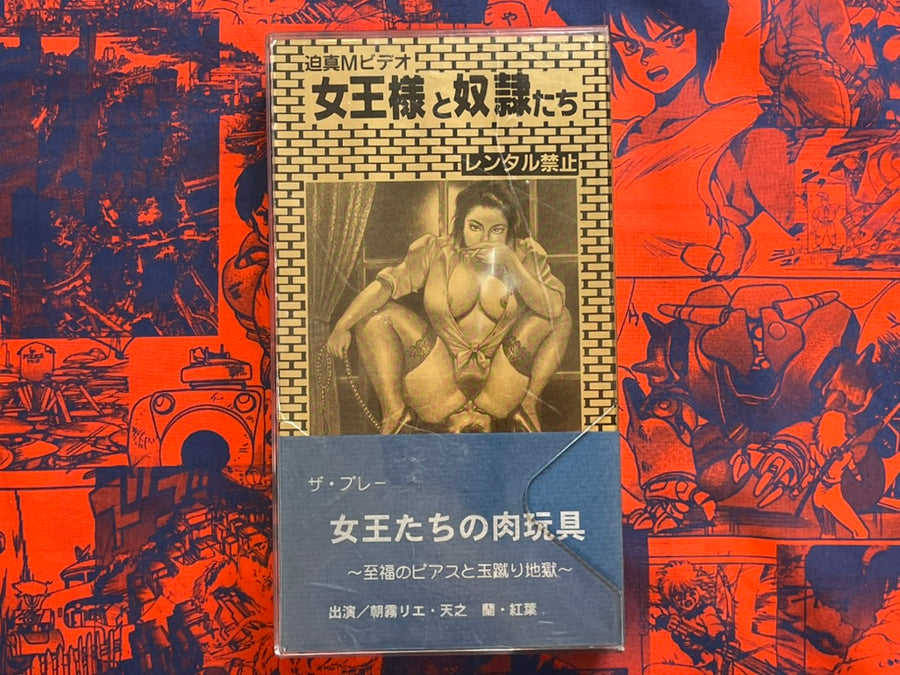 迫真Mビデオ
女王様と奴隷たち
レンタル禁止
ザ・プレー
女王たちの肉玩具
～至福のピアスと玉蹴り地獄～
出演／朝霧リエ・天之 蘭・紅葉